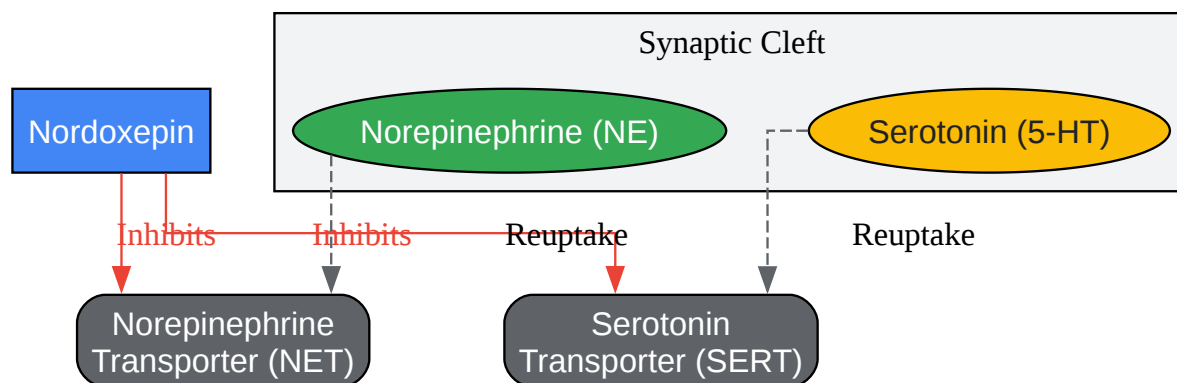 Synaptic Cleft
Nordoxepin
Norepinephrine (NE)
Serotonin (5-HT)
Inhibits
Inhibits
Reuptake
Reuptake
Norepinephrine
Transporter (NET)
Serotonin
Transporter (SERT)